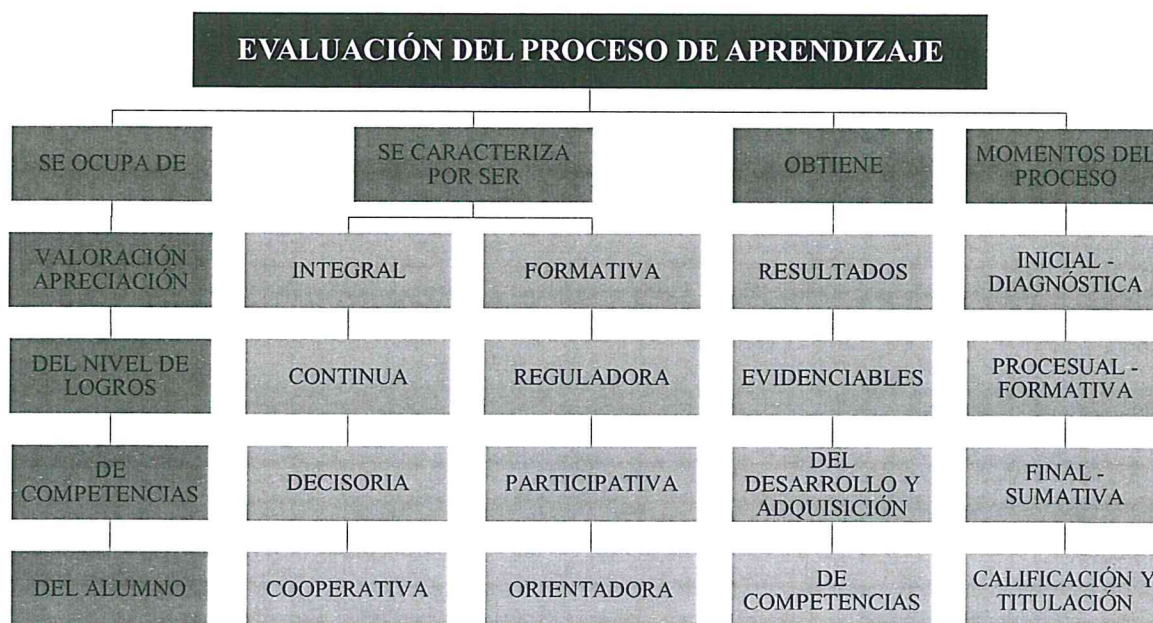 EVALUACIÓN DEL PROCESO DE APRENDIZAJE
SE OCUPA DE
VALORACIÓN
APRECIACIÓN
DEL NIVEL DE
LOGROS
DE
COMPETENCIAS
DEL ALUMNO
SE CARACTERIZA
POR SER
INTEGRAL
CONTINUA
DECISORIA
COOPERATIVA
FORMATIVA
REGULADORA
PARTICIPATIVA
ORIENTADORA
OBTIENE
RESULTADOS
EVIDENCIABLES
DEL
DESARROLLO Y
ADQUISICIÓN
DE
COMPETENCIAS
MOMENTOS DEL
PROCESO
INICIAL -
DIAGNÓSTICA
PROCESUAL -
FORMATIVA
FINAL -
SUMATIVA
CALIFICACIÓN Y
TITULACIÓN